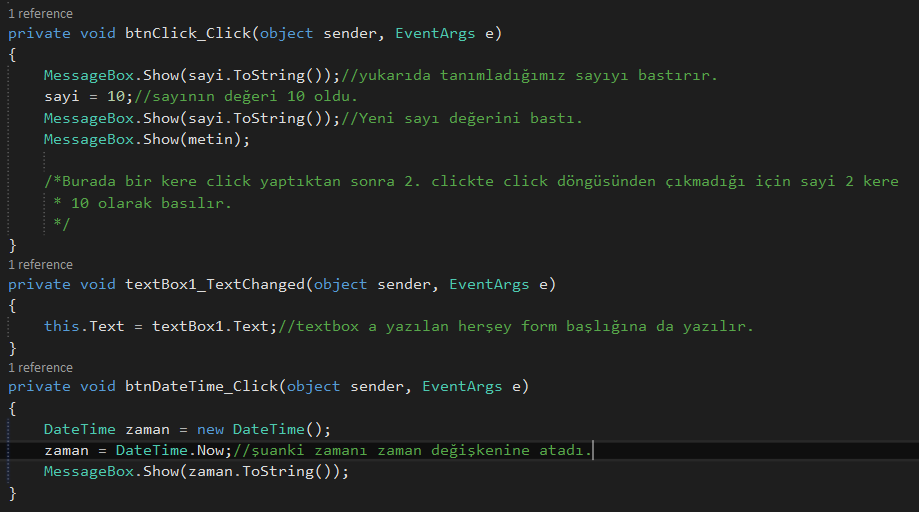 1 reference
private void btnClick_Click(object sender, EventArgs e)
{
MessageBox.Show(sayi.ToString());//yukarıda tanımladığımız sayıyı bastırır.
sayi = 10;//sayının değeri 10 oldu.
MessageBox.Show(sayi.ToString());//Yeni sayı değerini bastı.
MessageBox.Show(metin);
/*Burada bir kere click yaptıktan sonra 2. clickte click döngüsünden çıkmadığı için sayi 2 kere
* 10 olarak basılır.
*/
}
1 reference
private void textBox1_TextChanged(object sender, EventArgs e)
{
this.Text = textBox1.Text;//textbox a yazılan herşey form başlığına da yazılır.
}
1 reference
private void btnDateTime_Click(object sender, EventArgs e)
{
DateTime zaman = new DateTime();
zaman = DateTime.Now;//şuanki zamanı zaman değişkenine atadı.
MessageBox.Show(zaman.ToString());
}